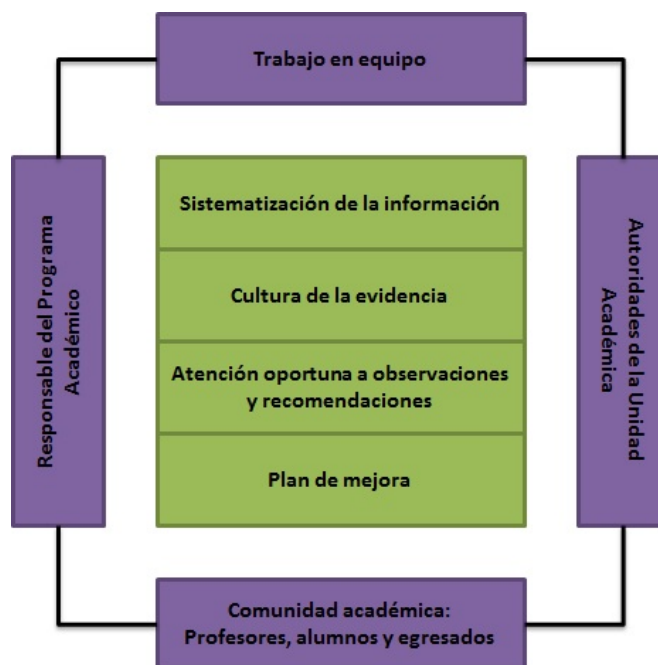 Trabajo en equipo
Responsable del Programa
Académico
Sistematización de la información
Cultura de la evidencia
Atención oportuna a observaciones
y recomendaciones
Plan de mejora
Autoridades de la Unidad
Académica
Comunidad académica:
Profesores, alumnos y egresados